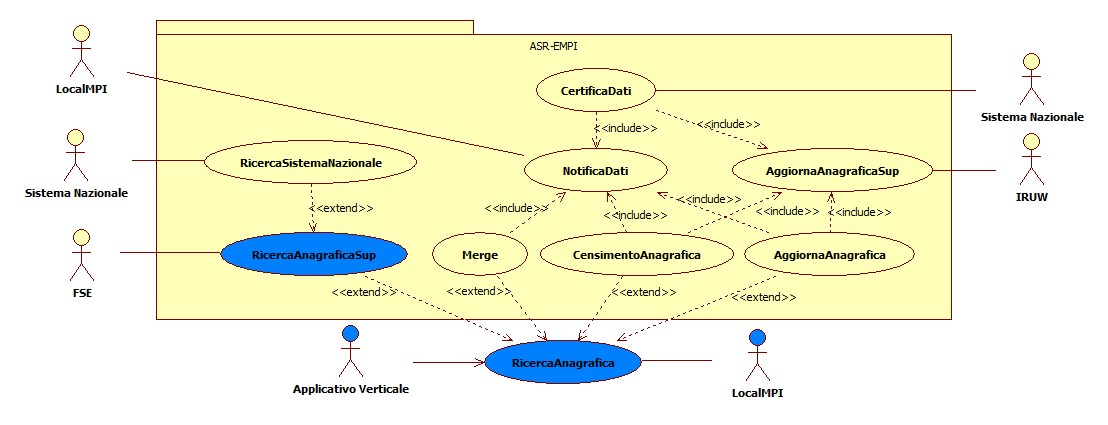 ASR-EMPI
LocalMPI
CertificaDati
Sistema Nazionale
<<include>>
<<include>>
RicercaSistemaNazionale
NotificaDati
AggiornaAnagraficaSup
Sistema Nazionale
IRUW
<<extend>>
<<include>>
<<include>>
<<include>>
<<include>>
RicercaAnagraficaSup
Merge
CensimentoAnagrafica
AggiornaAnagrafica
FSE
<<extend>>
<<extend>>
<<extend>>
<<extend>>
RicercaAnagrafica
Applicativo Verticale
LocalMPI